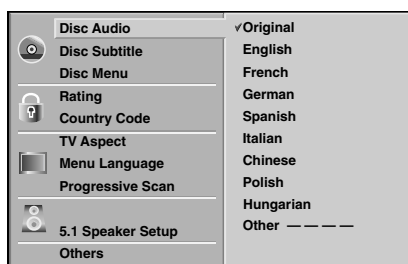 Disc Audio
Disc Subtitle
Disc Menu
Rating
Country Code
TV Aspect
Menu Language
Progressive Scan
5.1 Speaker Setup
Others
✓Original
English
French
German
Spanish
Italian
Chinese
Polish
Hungarian
Other — — — —